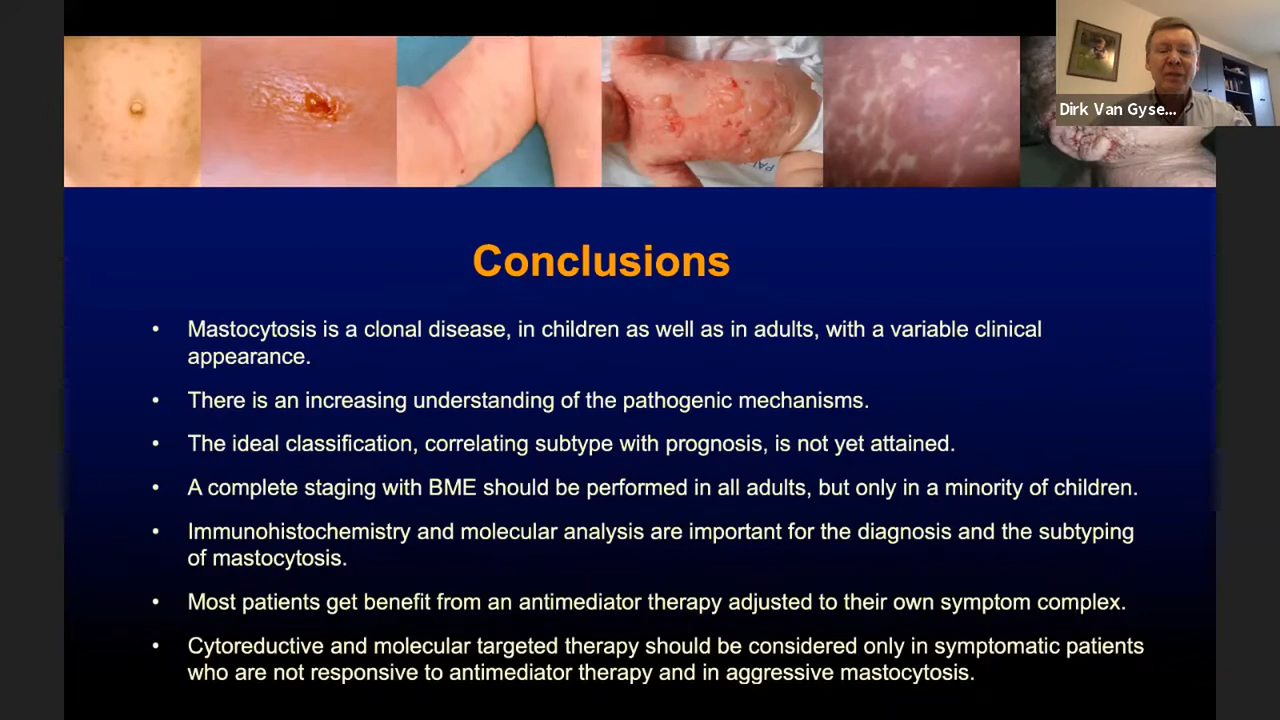 Dirk Van Gyse...
Conclusions
• Mastocytosis is a clonal disease, in children as well as in adults, with a variable clinical
appearance.
• There is an increasing understanding of the pathogenic mechanisms.
• The ideal classification, correlating subtype with prognosis, is not yet attained.
• A complete staging with BME should be performed in all adults, but only in a minority of children.
• Immunohistochemistry and molecular analysis are important for the diagnosis and the subtyping
of mastocytosis.
• Most patients get benefit from an antimediator therapy adjusted to their own symptom complex.
• Cytoreductive and molecular targeted therapy should be considered only in symptomatic patients
who are not responsive to antimediator therapy and in aggressive mastocytosis.